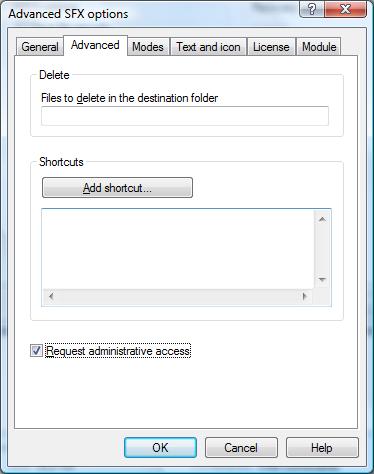 Advanced SFX options
General Advanced Modes Text and icon License Module
Delete
Files to delete in the destination folder
Shortcuts
Add shortcut...
Request administrative access
OK Cancel Help